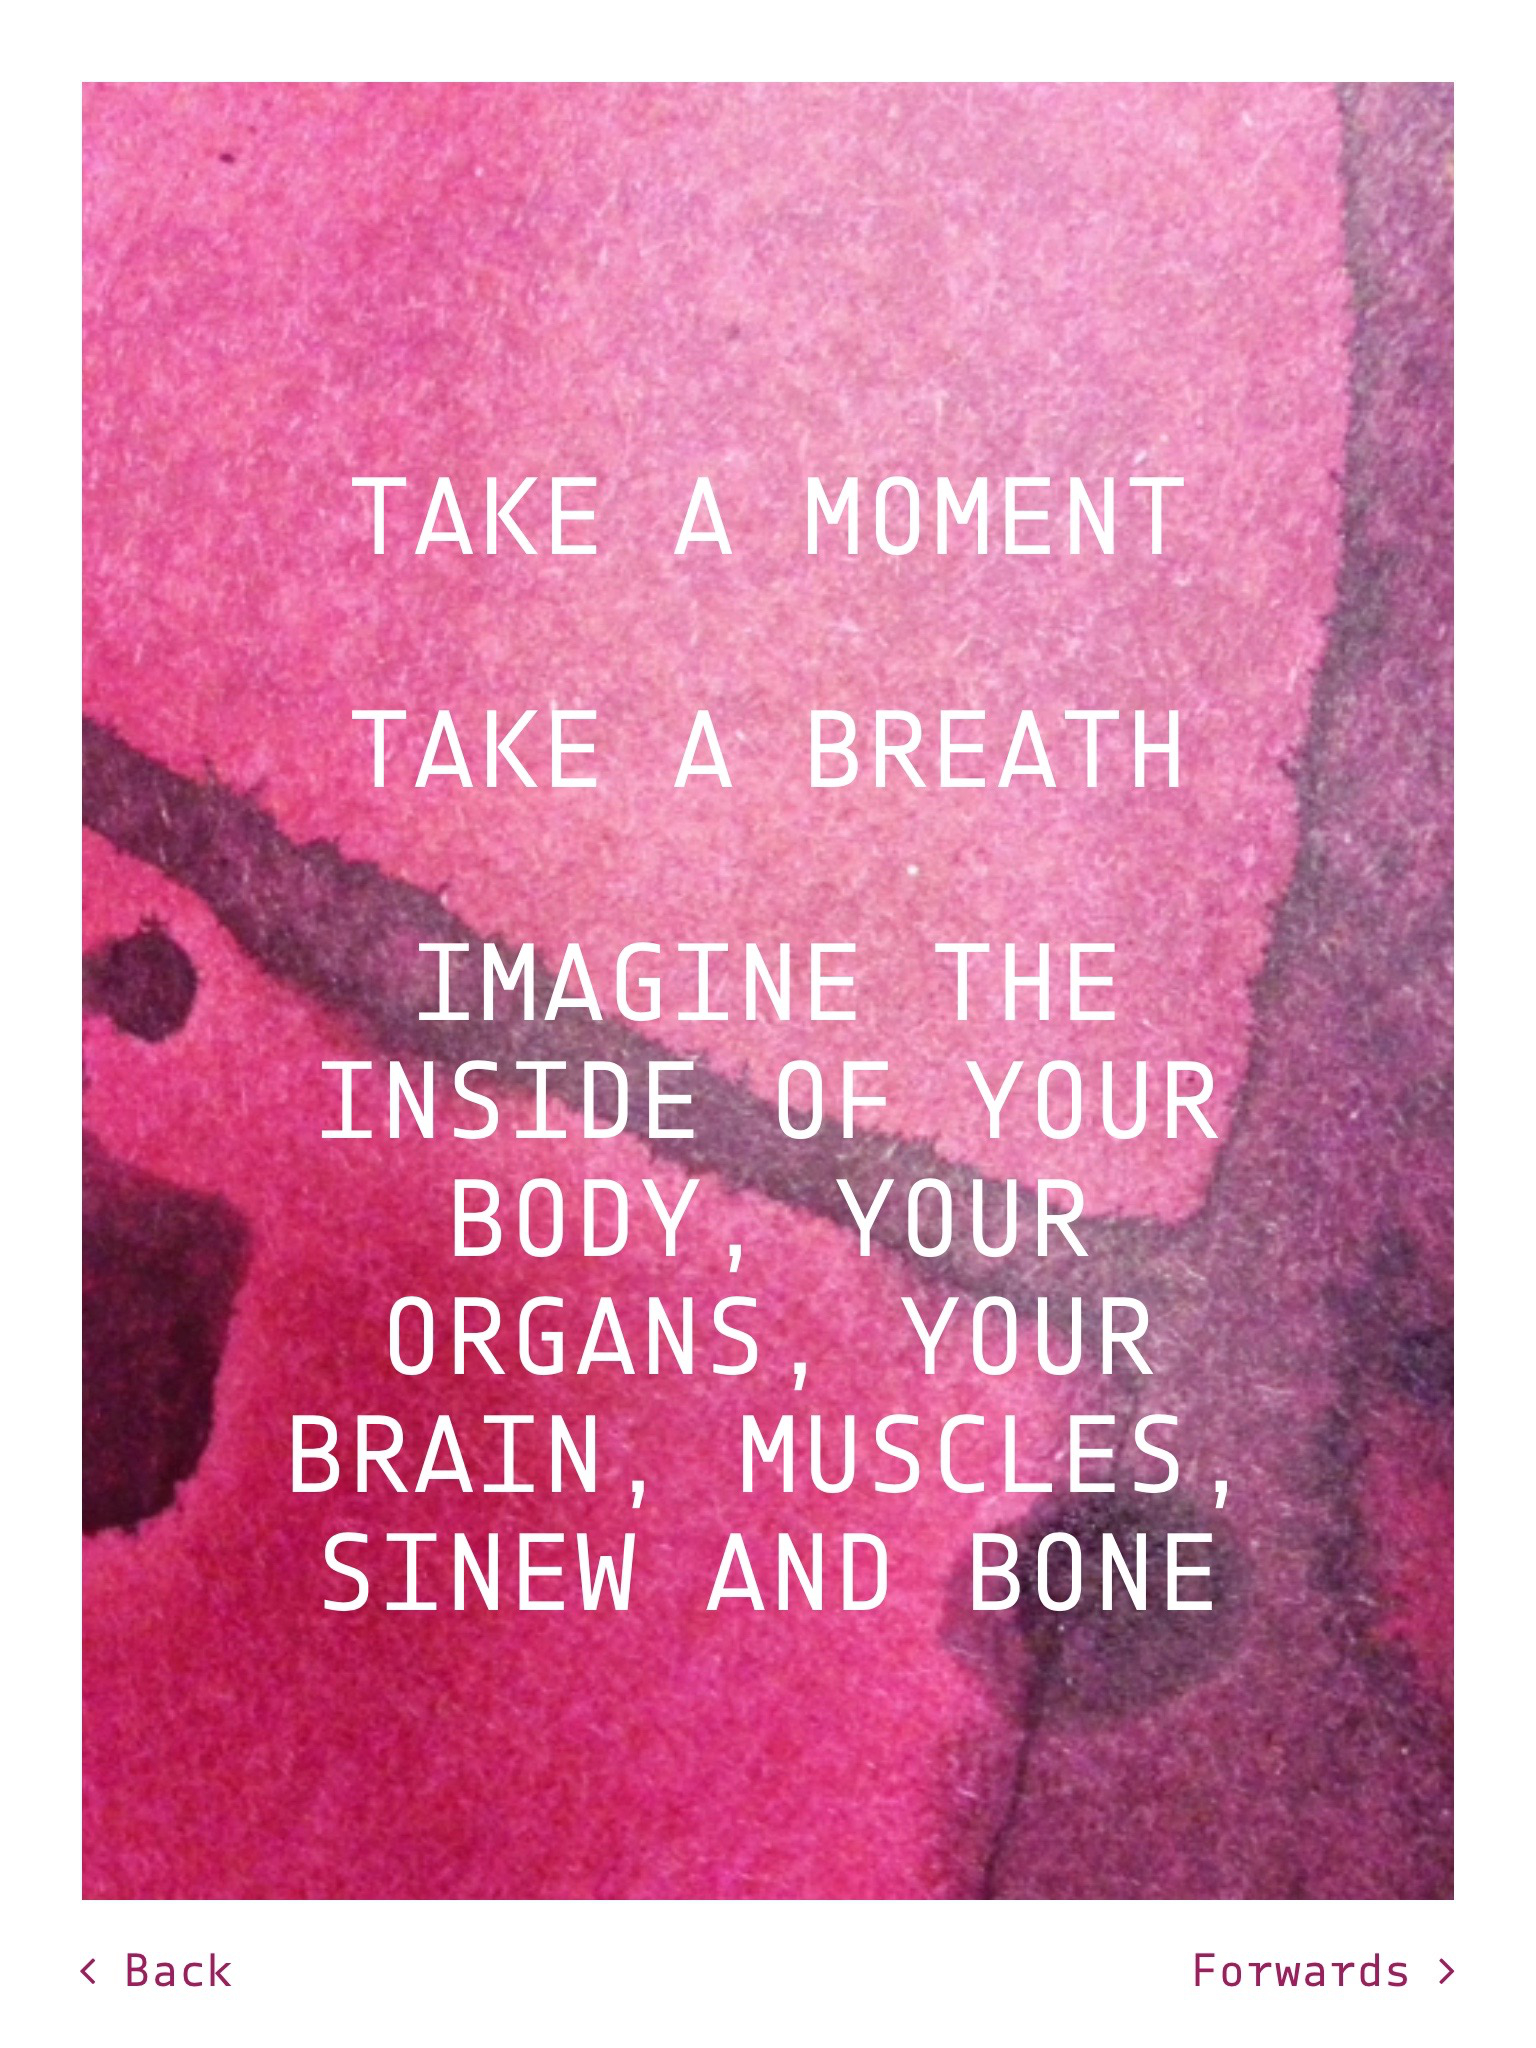 TAKE A MOMENT
TAKE A BREATH
IMAGINE THE
INSIDE OF YOUR
BODY, YOUR
ORGANS, YOUR
BRAIN, MUSCLES,
SINEW AND BONE
< Back
Forwards >